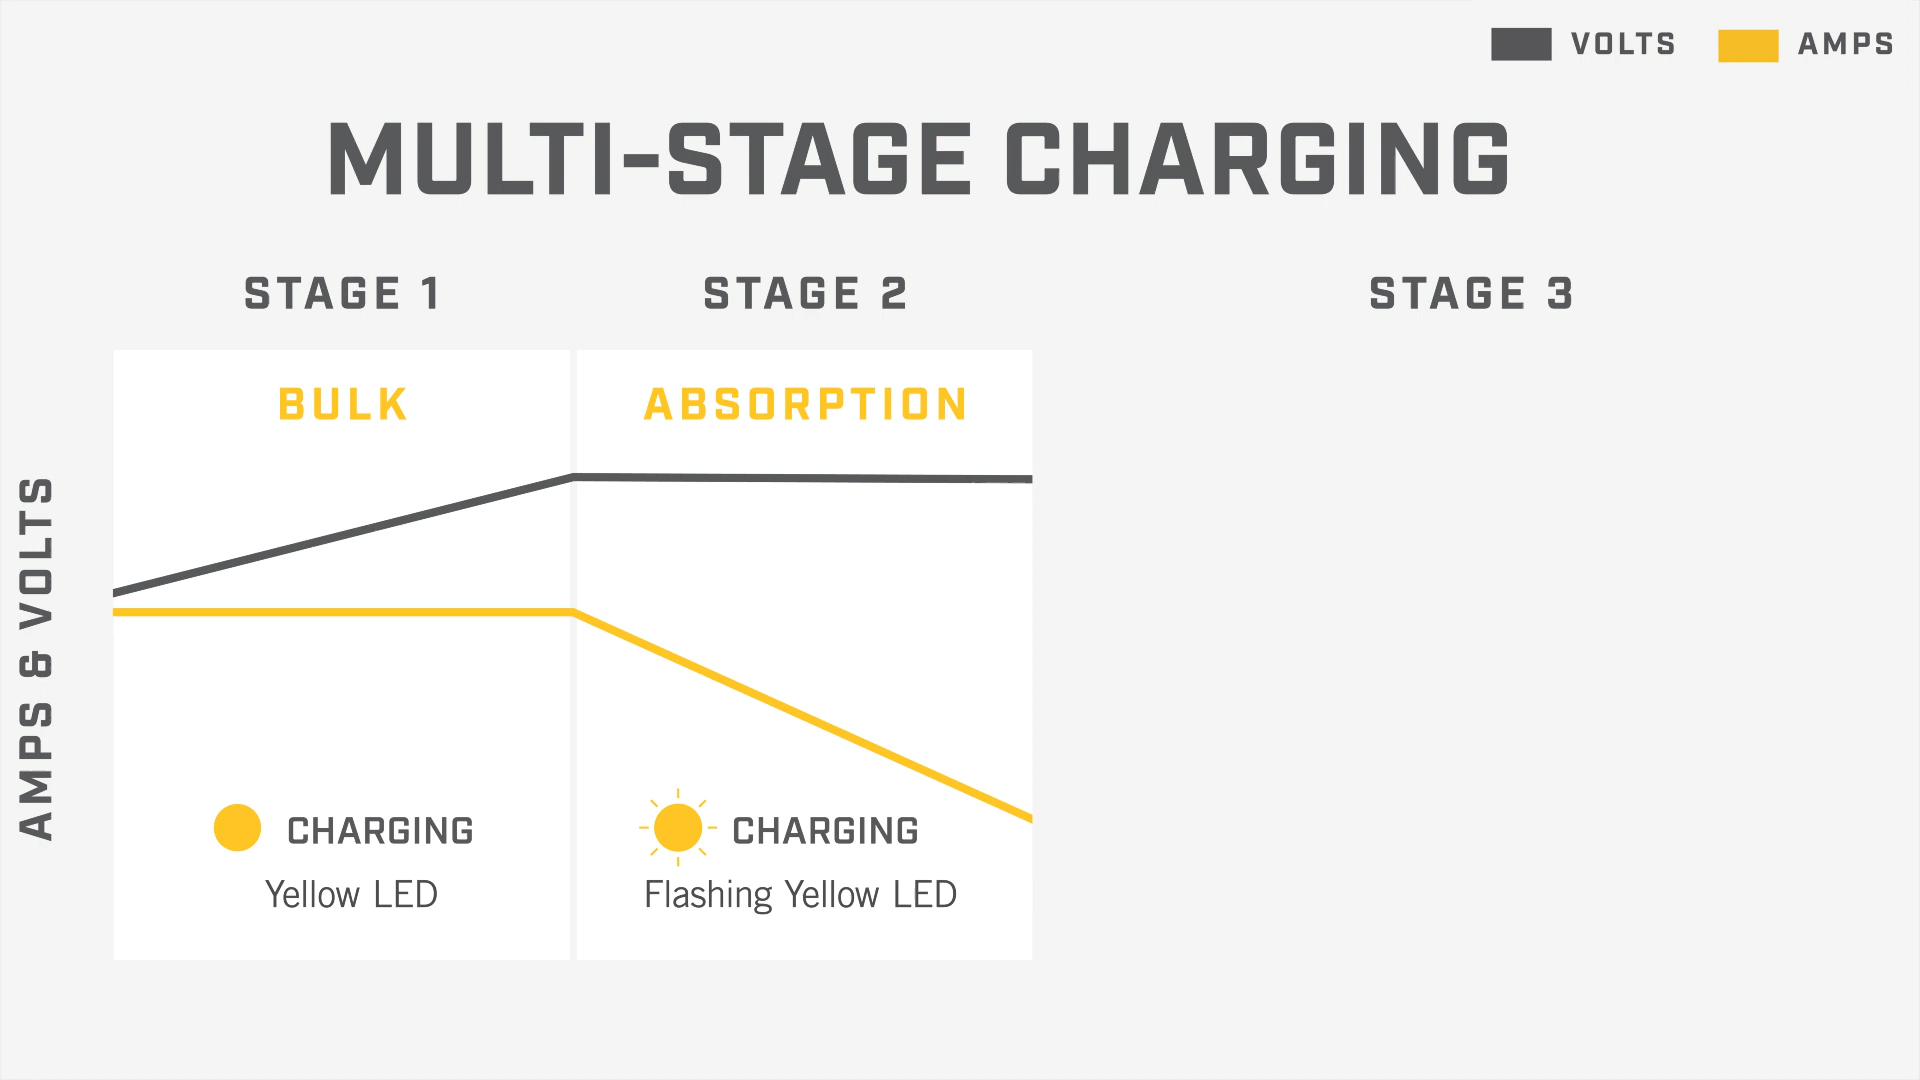 VOLTS
AMPS
MULTI-STAGE CHARGING
STAGE 1
STAGE 2
STAGE 3
BULK
ABSORPTION
AMPS & VOLTS
CHARGING
Yellow LED
CHARGING
Flashing Yellow LED